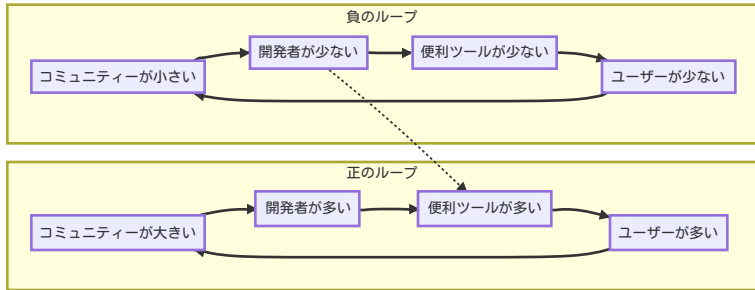 負のループ
開発者が少ない
便利ツールが少ない
コミュニティーが小さい
ユーザーが少ない
正のループ
開発者が多い
便利ツールが多い
コミュニティーが大きい
ユーザーが多い